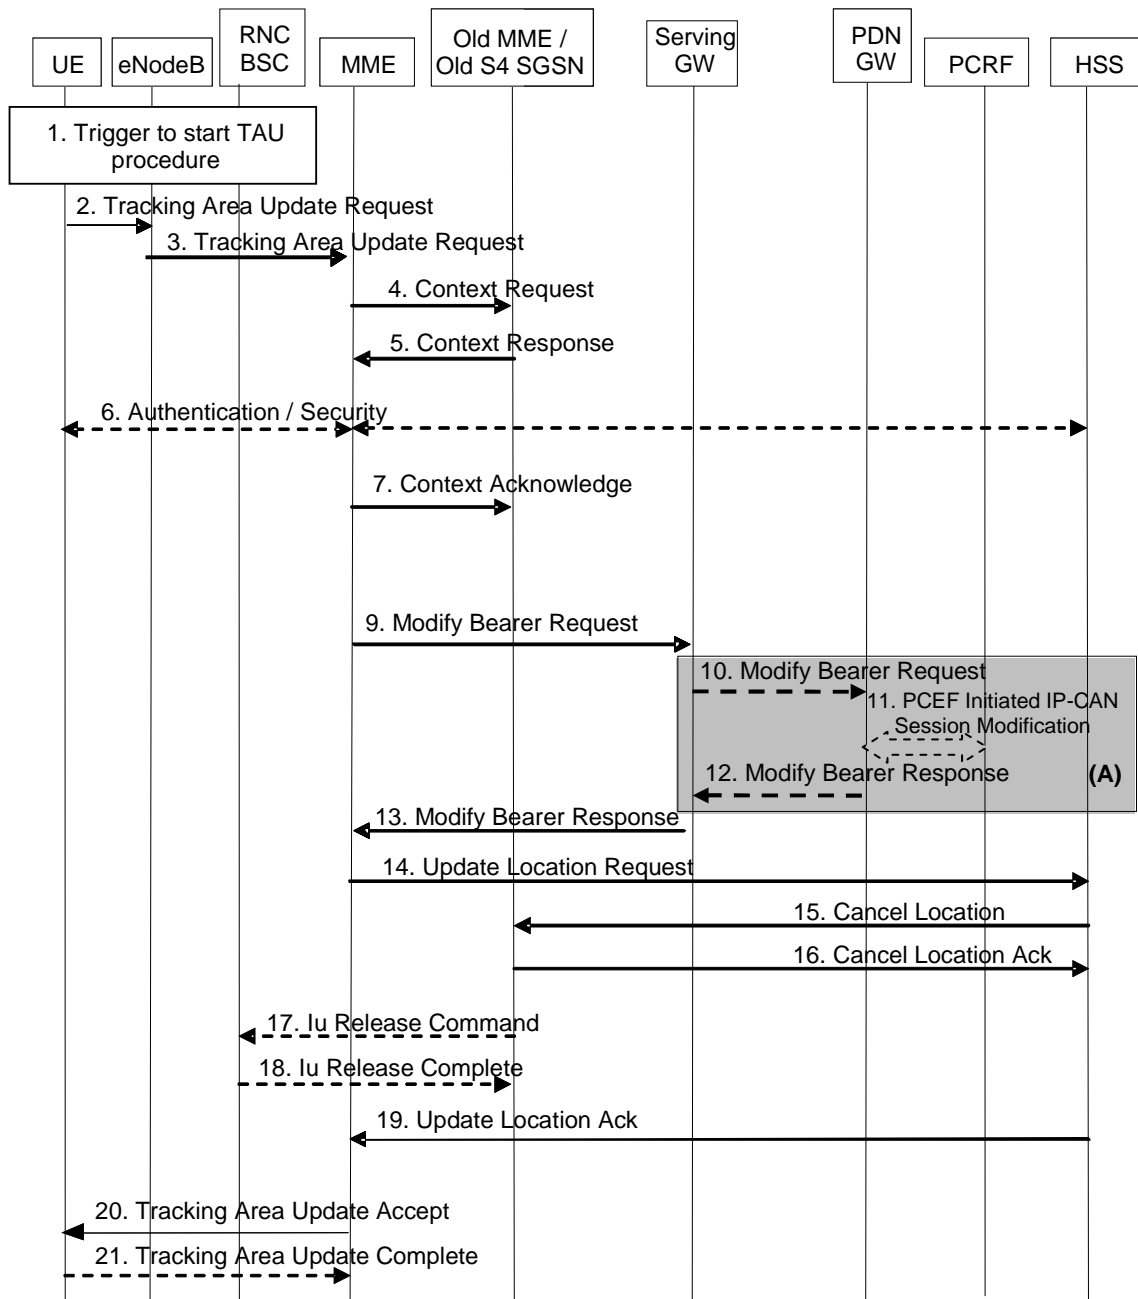 UE
eNodeB
RNC
BSC
MME
Old MME /
Old S4 SGSN
Serving
GW
PDN
GW
PCRF
HSS
1. Trigger to start TAU
procedure
2. Tracking Area Update Request
3. Tracking Area Update Request
4. Context Request
5. Context Response
6. Authentication / Security
7. Context Acknowledge
9. Modify Bearer Request
10. Modify Bearer Request
11. PCEF Initiated IP-CAN
Session Modification
12. Modify Bearer Response
(A)
13. Modify Bearer Response
14. Update Location Request
15. Cancel Location
16. Cancel Location Ack
17. Iu Release Command
18. Iu Release Complete
19. Update Location Ack
20. Tracking Area Update Accept
21. Tracking Area Update Complete